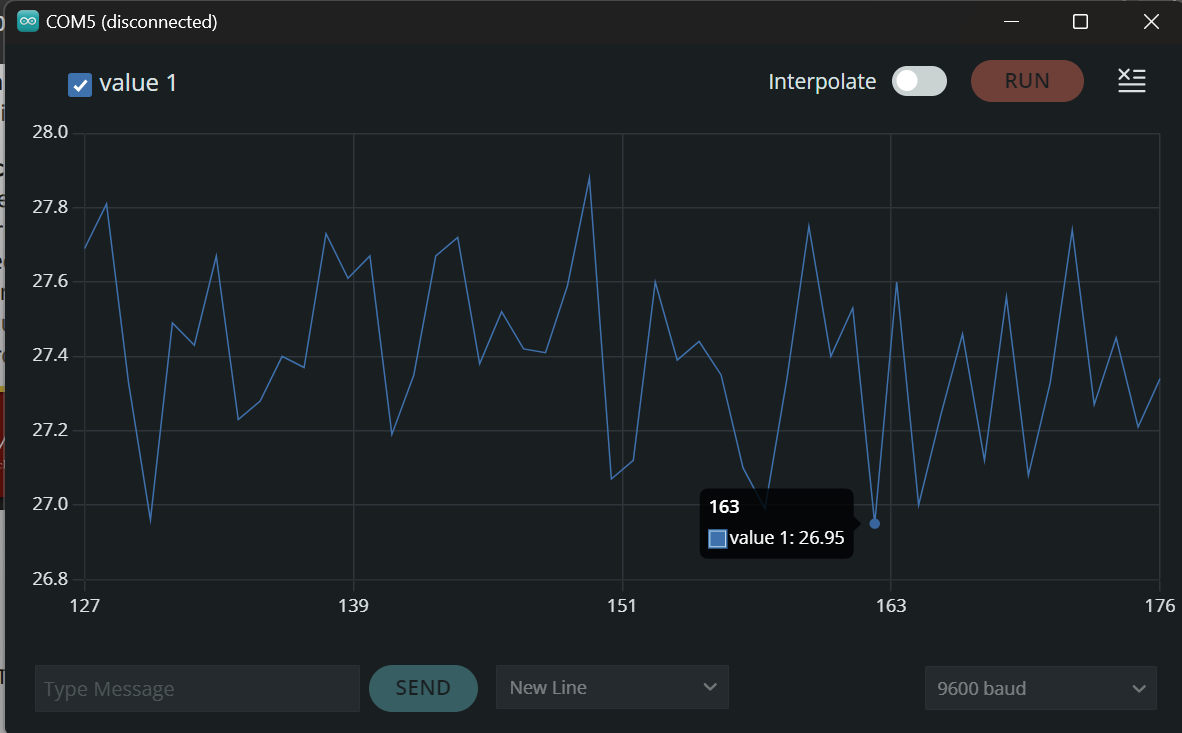 COM5 (disconnected)
value 1
Interpolate
RUN
28.0
27.8
27.6
27.4
27.2
27.0
26.8
127
139
151
163
176
163
value 1: 26.95
Type Message
SEND
New Line
9600 baud